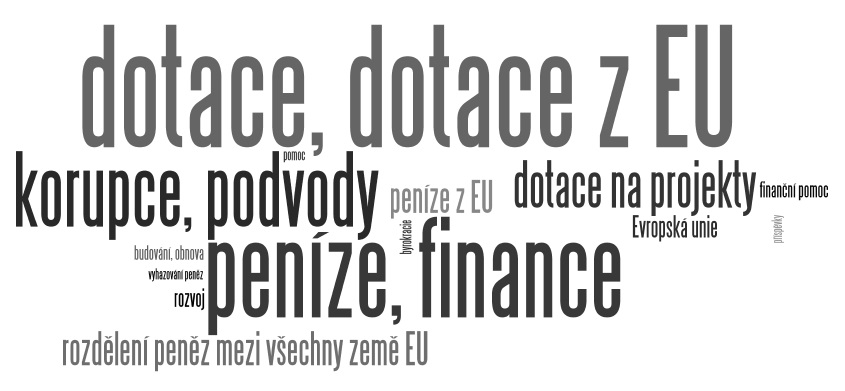 dotace, dotace z EU
pomoc
korupce, podvody
peníze z EU
dotace na projekty
finanční pomoc
Evropská unie
příspěvky
byrokracie
budování, obnova
peníze, finance
vyhazování peněz
rozvoj
rozdělení peněz mezi všechny země EU